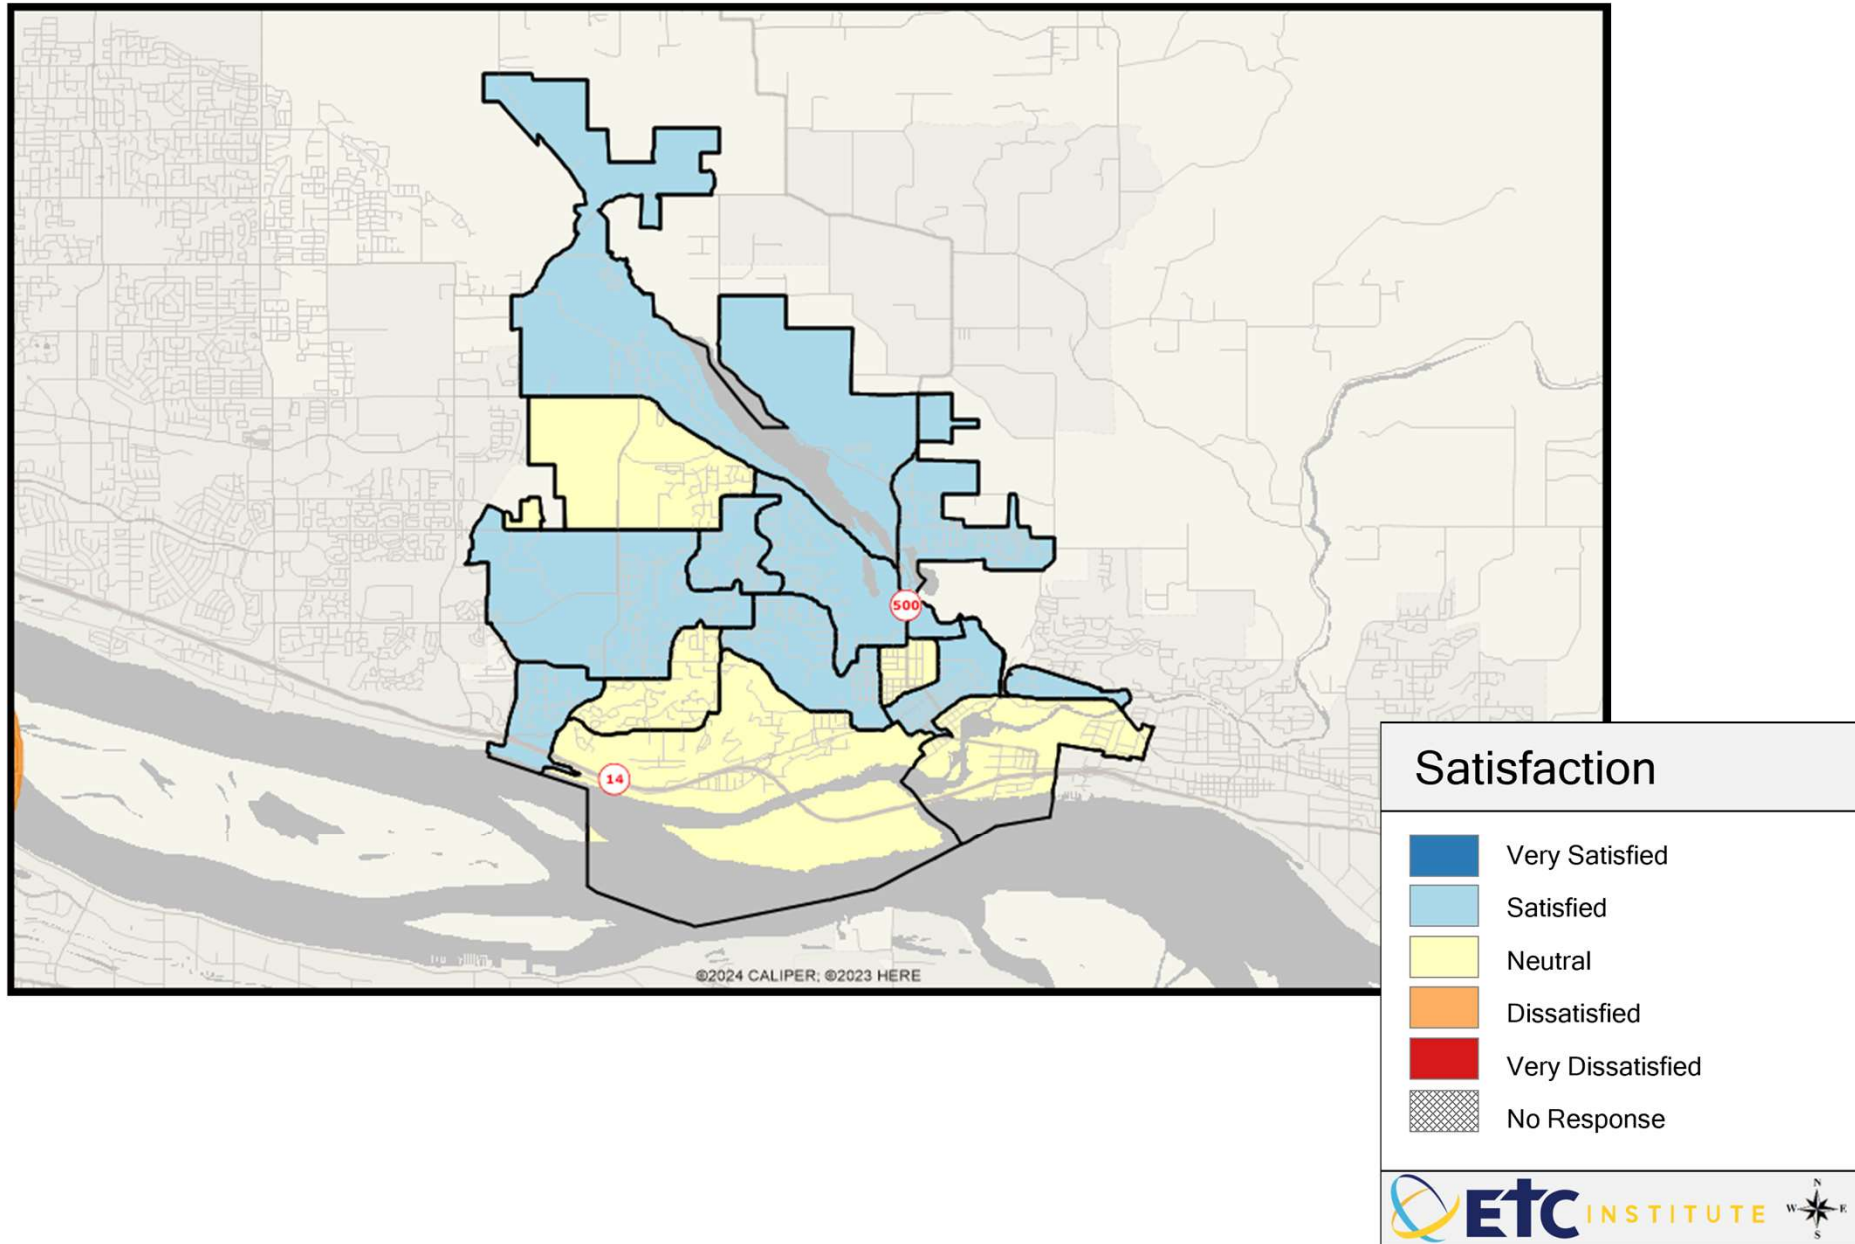 500
14
©2024 CALIPER; ©2023 HERE
Satisfaction
Very Satisfied
Satisfied
Neutral
Dissatisfied
Very Dissatisfied
No Response
ETC INSTITUTE
N
W E
S